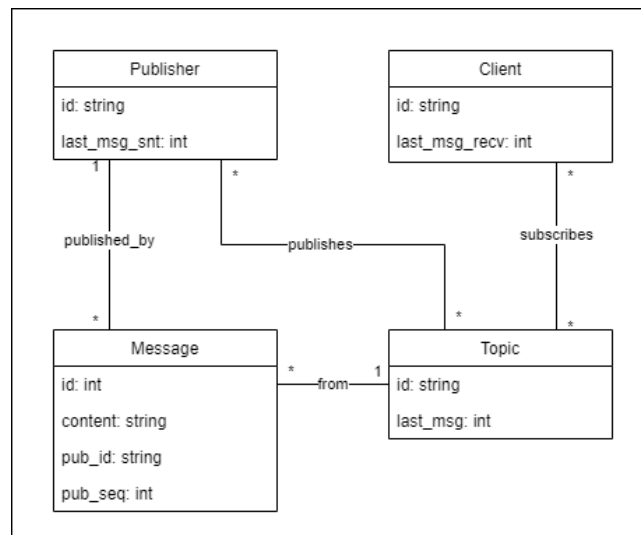 Publisher
id: string
last_msg_snt: int
Client
id: string
last_msg_recv: int
1
*
*
published_by
publishes
subscribes
*
*
*
Message
id: int
content: string
pub_id: string
pub_seq: int
*
from
1
Topic
id: string
last_msg: int